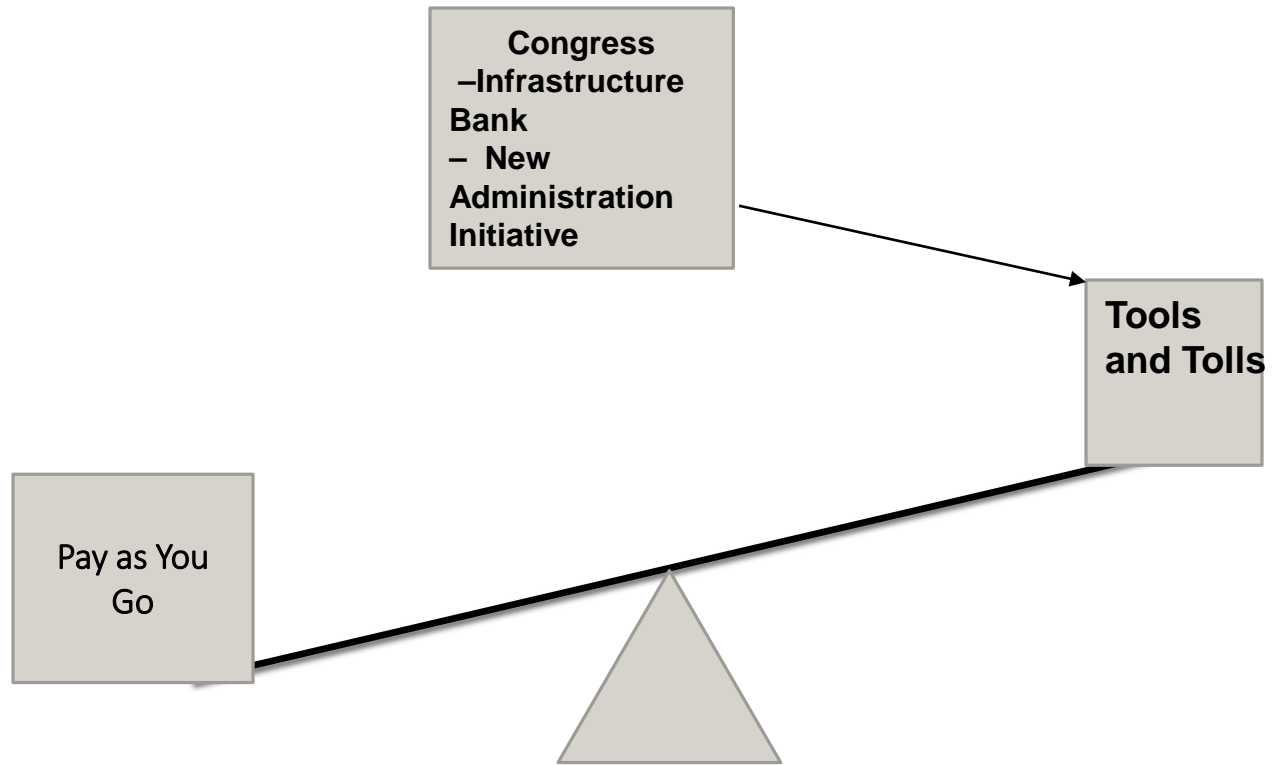 Congress
–Infrastructure
Bank
– New
Administration
Initiative
Tools
and Tolls
Pay as You
Go